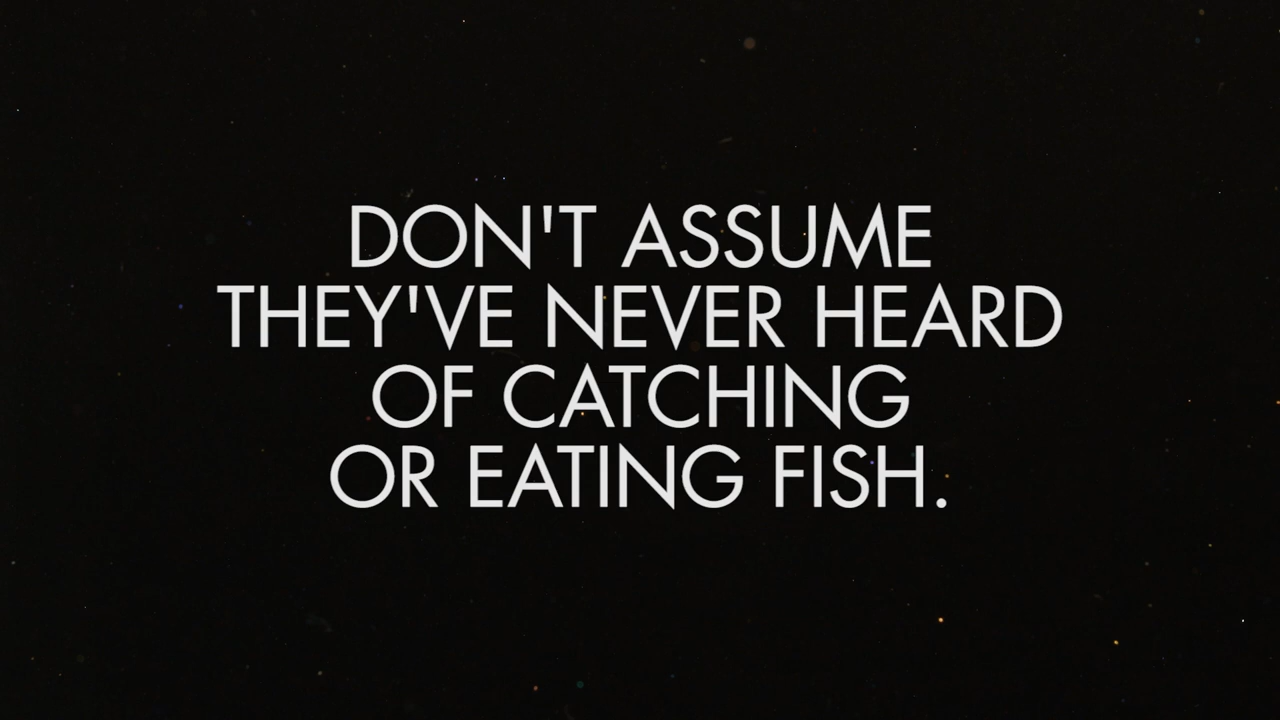 DON'T ASSUME
THEY'VE NEVER HEARD
OF CATCHING
OR EATING FISH.